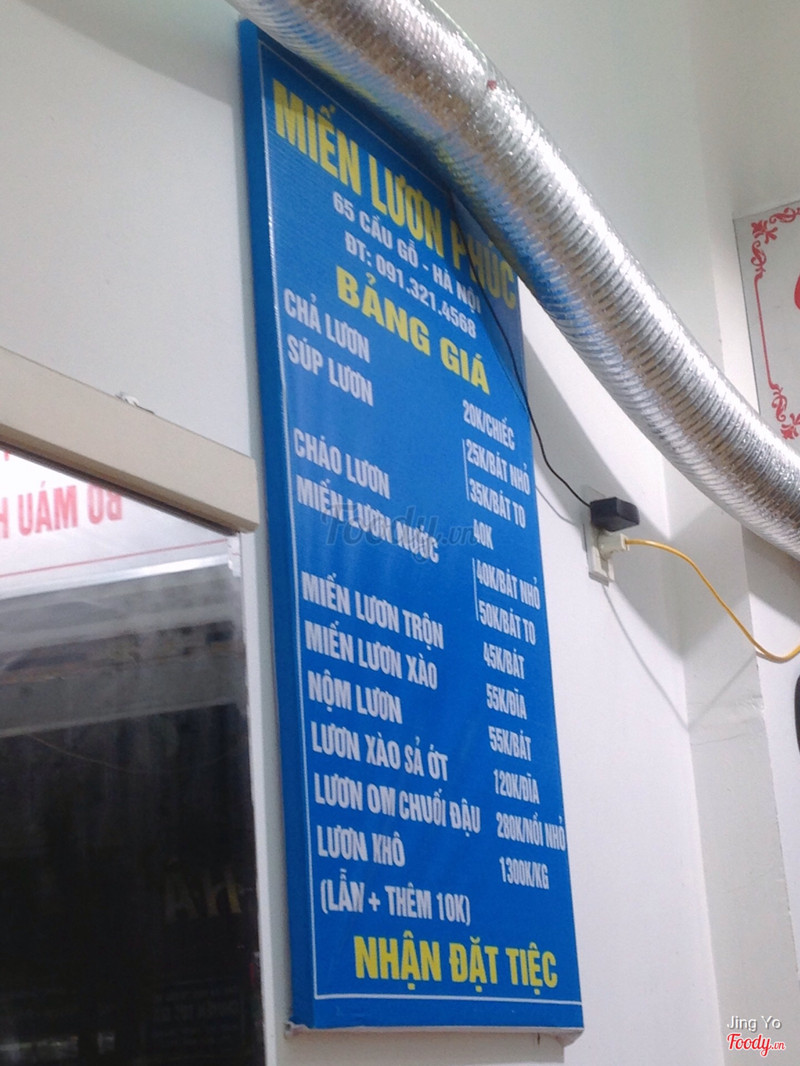 MIẾN LƯƠN PHÚC
65 CẦU GỖ - HÀ NỘI
ĐT: 091.321.4568
BẢNG GIÁ
CHẢ LƯƠN 20K/CHIẾC
SÚP LƯƠN 25K/BÁT NHỎ
35K/BÁT TO
CHÁO LƯƠN 40K
MIẾN LƯƠN NƯỚC 40K/BÁT NHỎ
50K/BÁT TO
MIẾN LƯƠN TRỘN 45K/BÁT
MIẾN LƯƠN XÀO 55K/ĐĨA
NỘM LƯƠN 55K/BÁT
LƯƠN XÀO SẢ ỚT 120K/ĐĨA
LƯƠN OM CHUỐI ĐẬU 280K/NỒI NHỎ
LƯƠN KHÔ 1300K/KG
(LẪN + THÊM 10K)
NHẬN ĐẶT TIỆC
Foody.vn
Jing Yo
Foody.vn